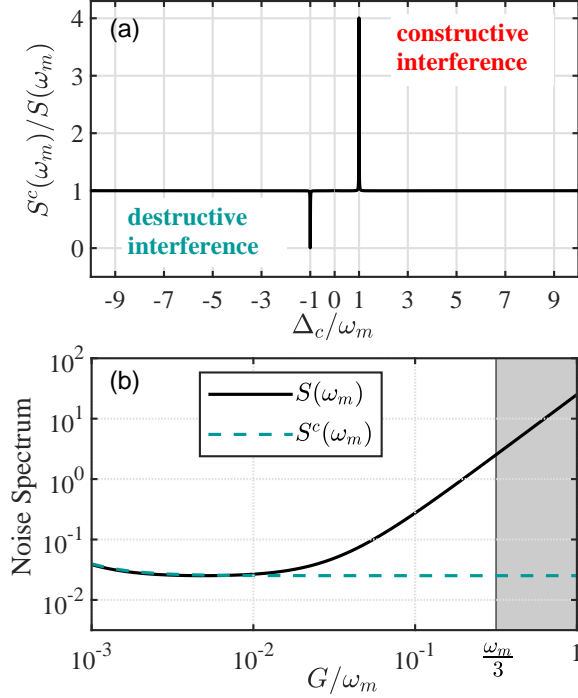 (a)
constructive
interference
destructive
interference
S^c(ω_m)/S(ω_m)
4
3
2
1
0
-9 -7 -5 -3 -1 0 1 3 5 7 9
Δ_c/ω_m
(b)
S(ω_m)
S^c(ω_m)
Noise Spectrum
10^2
10^1
10^0
10^-1
10^-2
10^-3 10^-2 10^-1 ω_m/3 1
G/ω_m